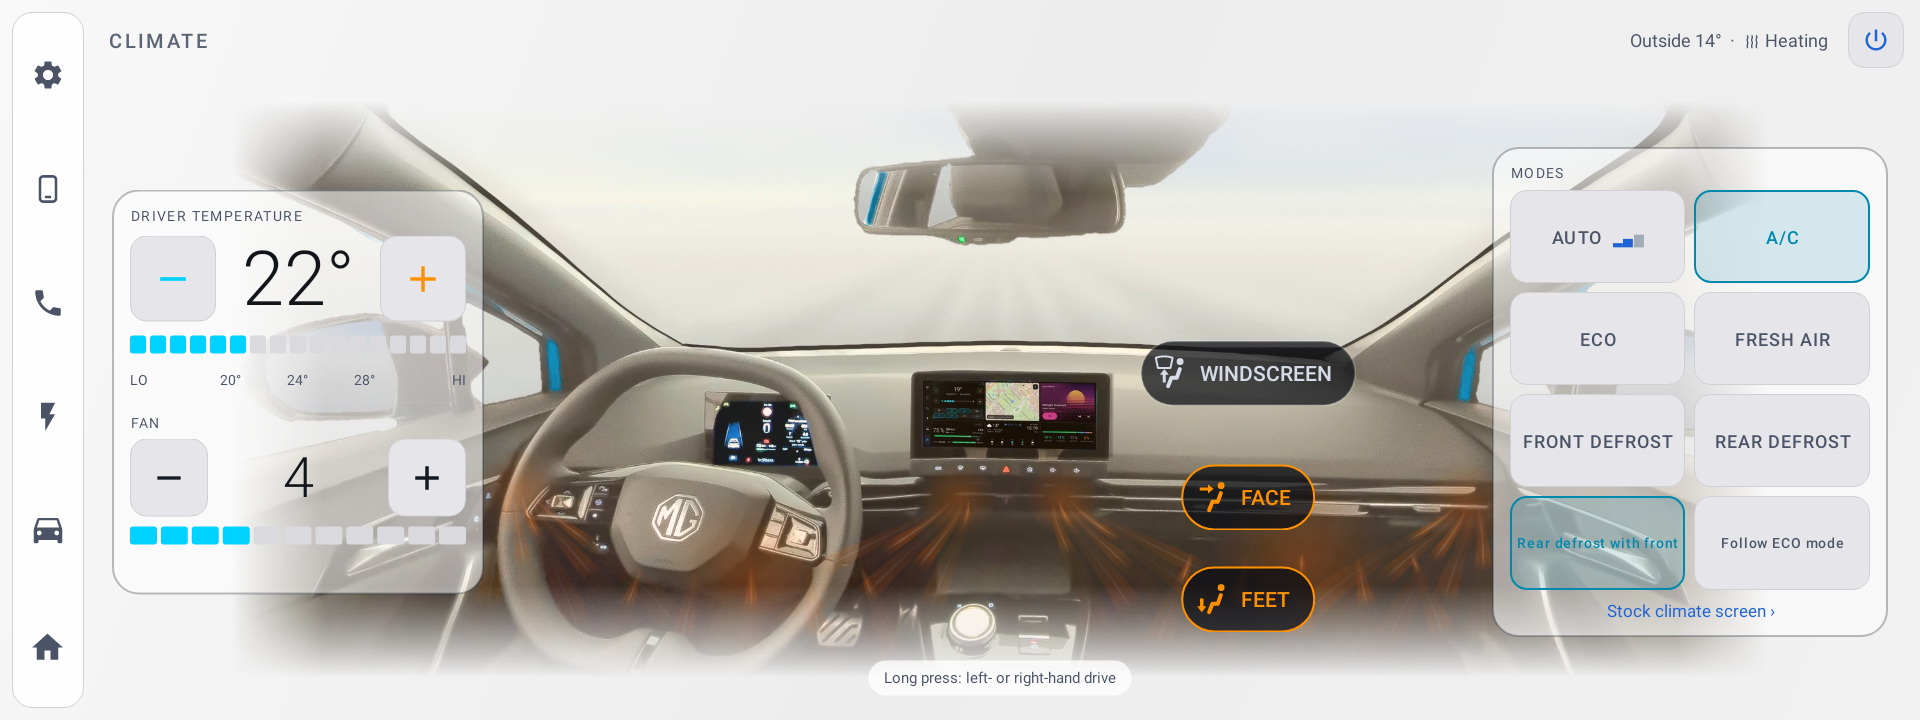 CLIMATE
Outside 14° · Heating
DRIVER TEMPERATURE
22°
LO 20° 24° 28° HI
FAN
4
MODES
AUTO
A/C
ECO
FRESH AIR
FRONT DEFROST
REAR DEFROST
Rear defrost with front
Follow ECO mode
Stock climate screen ›
WINDSCREEN
FACE
FEET
MG
Long press: left- or right-hand drive